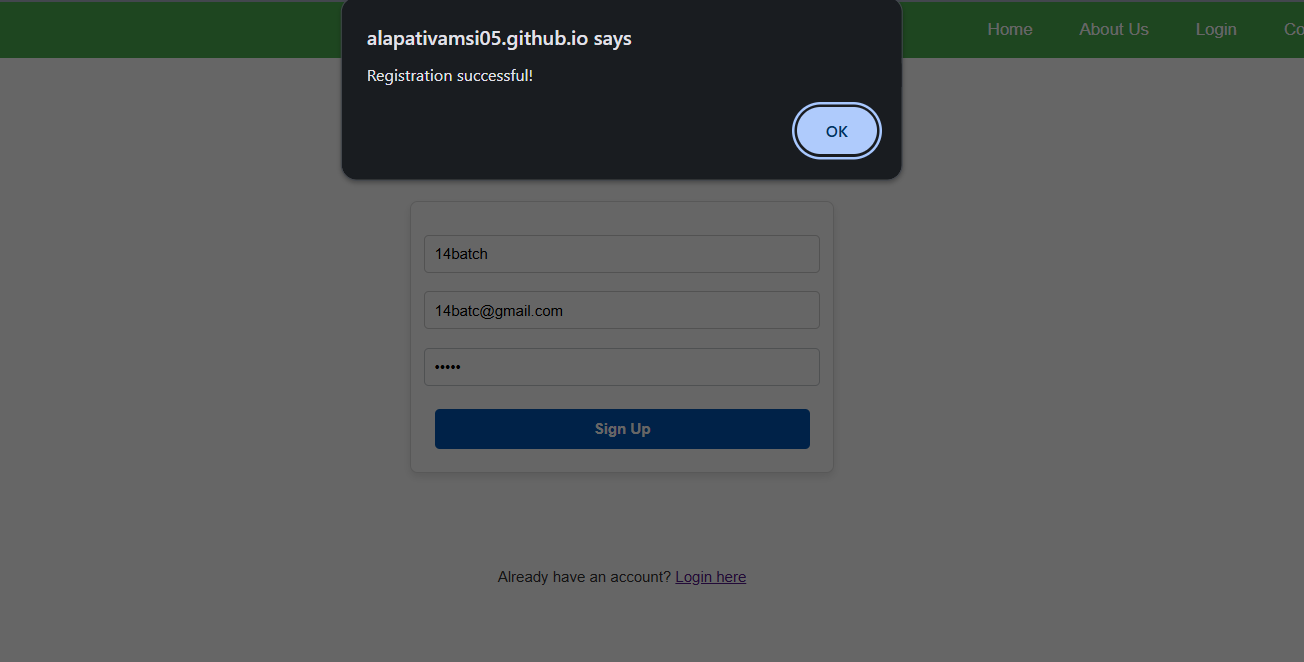 alapativamsi05.github.io says
Registration successful!
OK
Home About Us Login Co
14batch
14batc@gmail.com
•••••
Sign Up
Already have an account? Login here